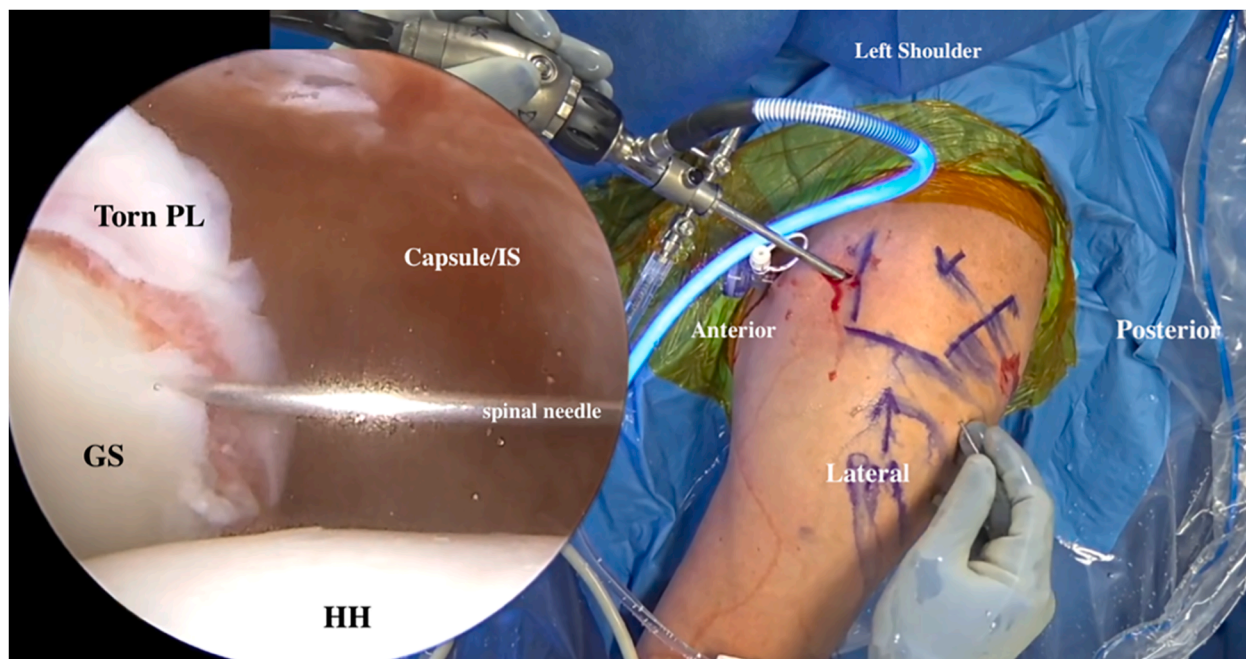 Left Shoulder
Torn PL
Capsule/IS
Anterior
Posterior
spinal needle
GS
Lateral
HH